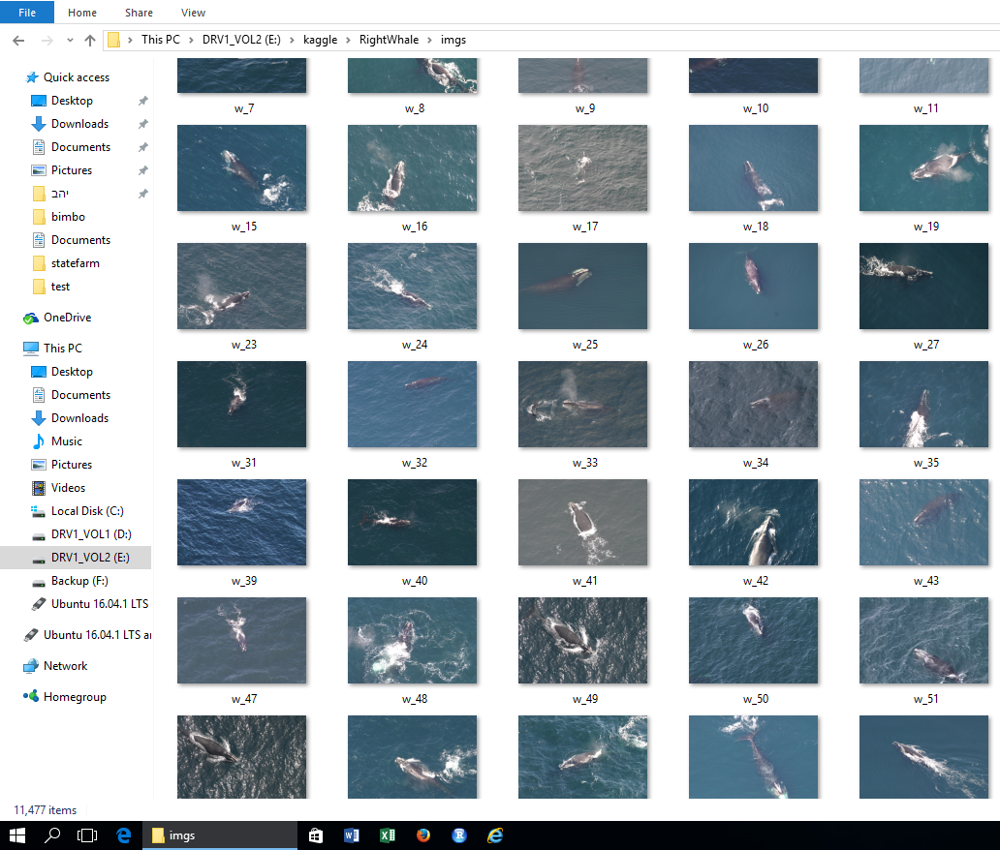 File Home Share View
This PC DRV1_VOL2 (E:) kaggle RightWhale imgs
Quick access
Desktop
Downloads
Documents
Pictures
יהב
bimbo
Documents
statefarm
test
OneDrive
This PC
Desktop
Documents
Downloads
Music
Pictures
Videos
Local Disk (C:)
DRV1_VOL1 (D:)
DRV1_VOL2 (E:)
Backup (F:)
Ubuntu 16.04.1 LTS
Ubuntu 16.04.1 LTS ar
Network
Homegroup
w_7 w_8 w_9 w_10 w_11
w_15 w_16 w_17 w_18 w_19
w_23 w_24 w_25 w_26 w_27
w_31 w_32 w_33 w_34 w_35
w_39 w_40 w_41 w_42 w_43
w_47 w_48 w_49 w_50 w_51
11,477 items
imgs